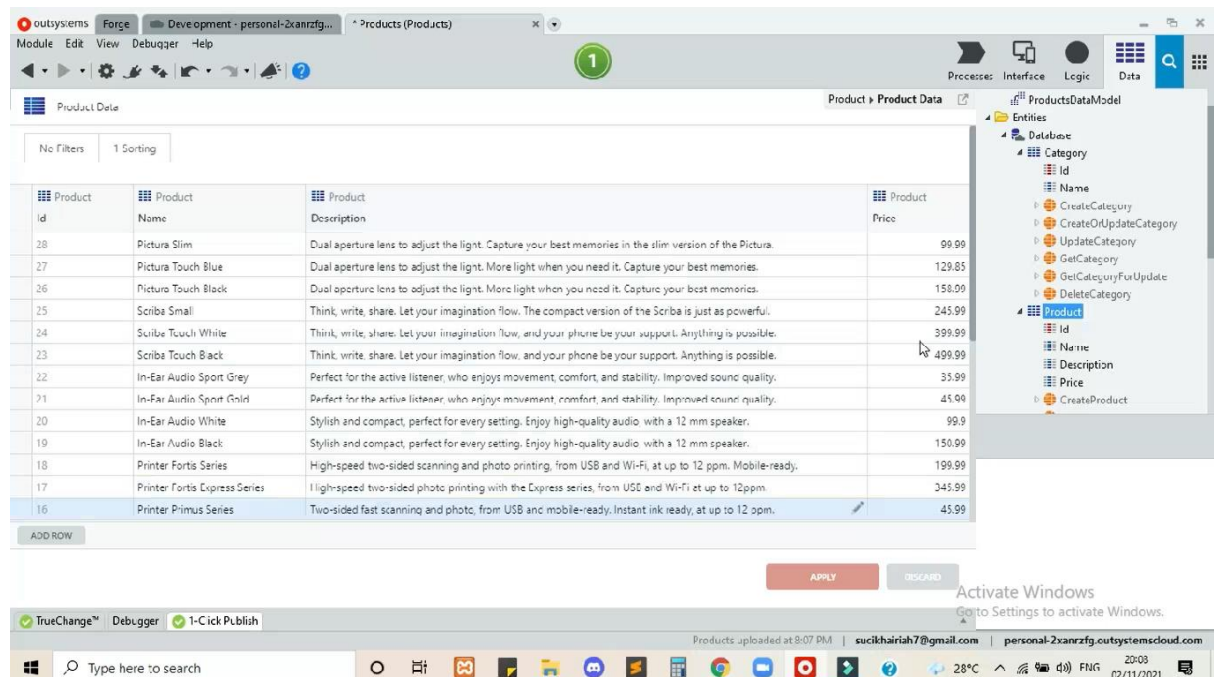 outsystems Forge Development - personal-2xanrzfg... * Products (Products)
Module Edit View Debugger Help
1
Processes Interface Logic Data
Product Data
Product ▸ Product Data
No Filters 1 Sorting
Product Product Product Product
Id Name Description Price
28 Pictura Slim Dual aperture lens to adjust the light. Capture your best memories in the slim version of the Pictura. 99.99
27 Pictura Touch Blue Dual aperture lens to adjust the light. More light when you need it. Capture your best memories. 129.85
26 Pictura Touch Black Dual aperture lens to adjust the light. More light when you need it. Capture your best memories. 158.99
25 Scriba Small Think, write, share. Let your imagination flow. The compact version of the Scriba is just as powerful. 245.99
24 Scriba Touch White Think, write, share. Let your imagination flow, and your phone be your support. Anything is possible. 399.99
23 Scriba Touch Black Think, write, share. Let your imagination flow, and your phone be your support. Anything is possible. 499.99
22 In-Ear Audio Sport Grey Perfect for the active listener, who enjoys movement, comfort, and stability. Improved sound quality. 35.99
21 In-Ear Audio Sport Gold Perfect for the active listener, who enjoys movement, comfort, and stability. Improved sound quality. 45.99
20 In-Ear Audio White Stylish and compact, perfect for every setting. Enjoy high-quality audio, with a 12 mm speaker. 99.9
19 In-Ear Audio Black Stylish and compact, perfect for every setting. Enjoy high-quality audio, with a 12 mm speaker. 150.99
18 Printer Fortis Series High-speed two-sided scanning and photo printing, from USB and Wi-Fi, at up to 12 ppm. Mobile-ready. 199.99
17 Printer Fortis Express Series High-speed two-sided photo printing with the Express series, from USB and Wi-Fi at up to 12ppm. 345.99
16 Printer Primus Series Two-sided fast scanning and photo, from USB and mobile-ready. Instant ink ready, at up to 12 ppm. 45.99
ADD ROW
APPLY DISCARD
ProductsDataModel
Entities
Database
Category
Id
Name
CreateCategory
CreateOrUpdateCategory
UpdateCategory
GetCategory
GetCategoryForUpdate
DeleteCategory
Product
Id
Name
Description
Price
CreateProduct
Activate Windows
Go to Settings to activate Windows.
TrueChange™ Debugger 1-Click Publish
Products uploaded at 8:07 PM | sucikhairiah7@gmail.com | personal-2xanrzfg.outsystemscloud.com
Type here to search
28°C ENG 20:08
02/11/2021